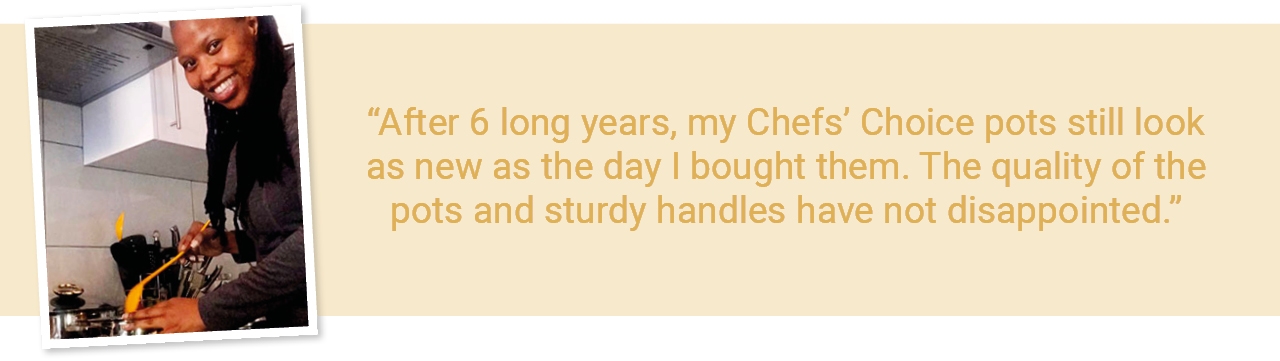 “After 6 long years, my Chefs’ Choice pots still look
as new as the day I bought them. The quality of the
pots and sturdy handles have not disappointed.”